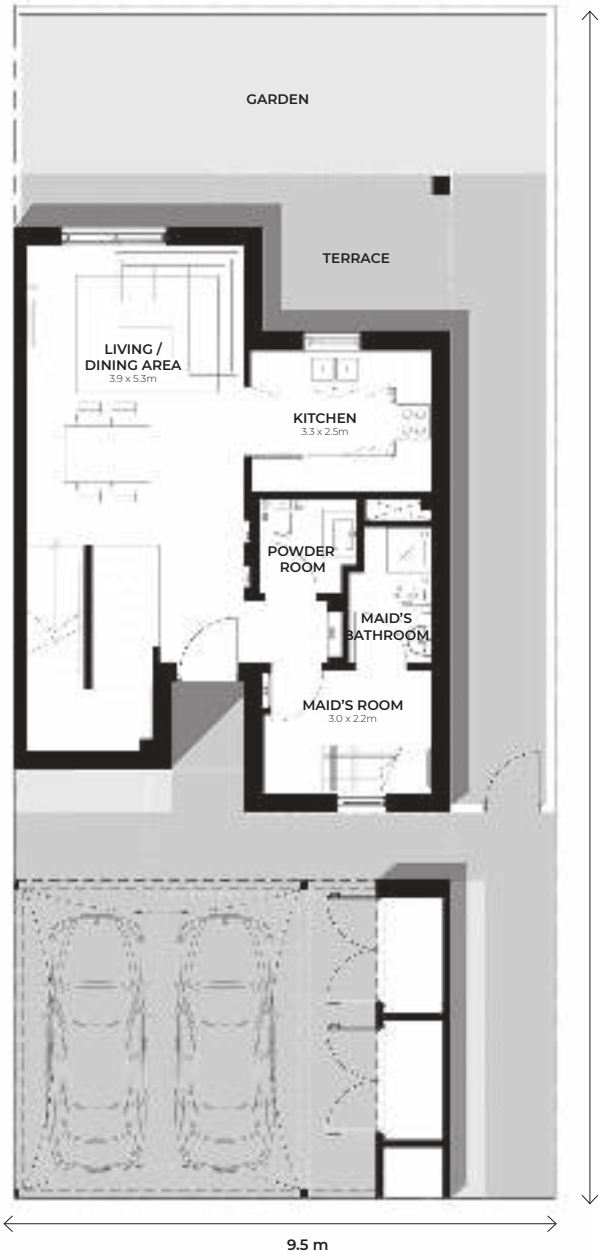 GARDEN
TERRACE
LIVING /
DINING AREA
3.9 x 5.3m
KITCHEN
3.3 x 2.5m
POWDER
ROOM
MAID'S
BATHROOM
MAID'S ROOM
3.0 x 2.2m
9.5 m